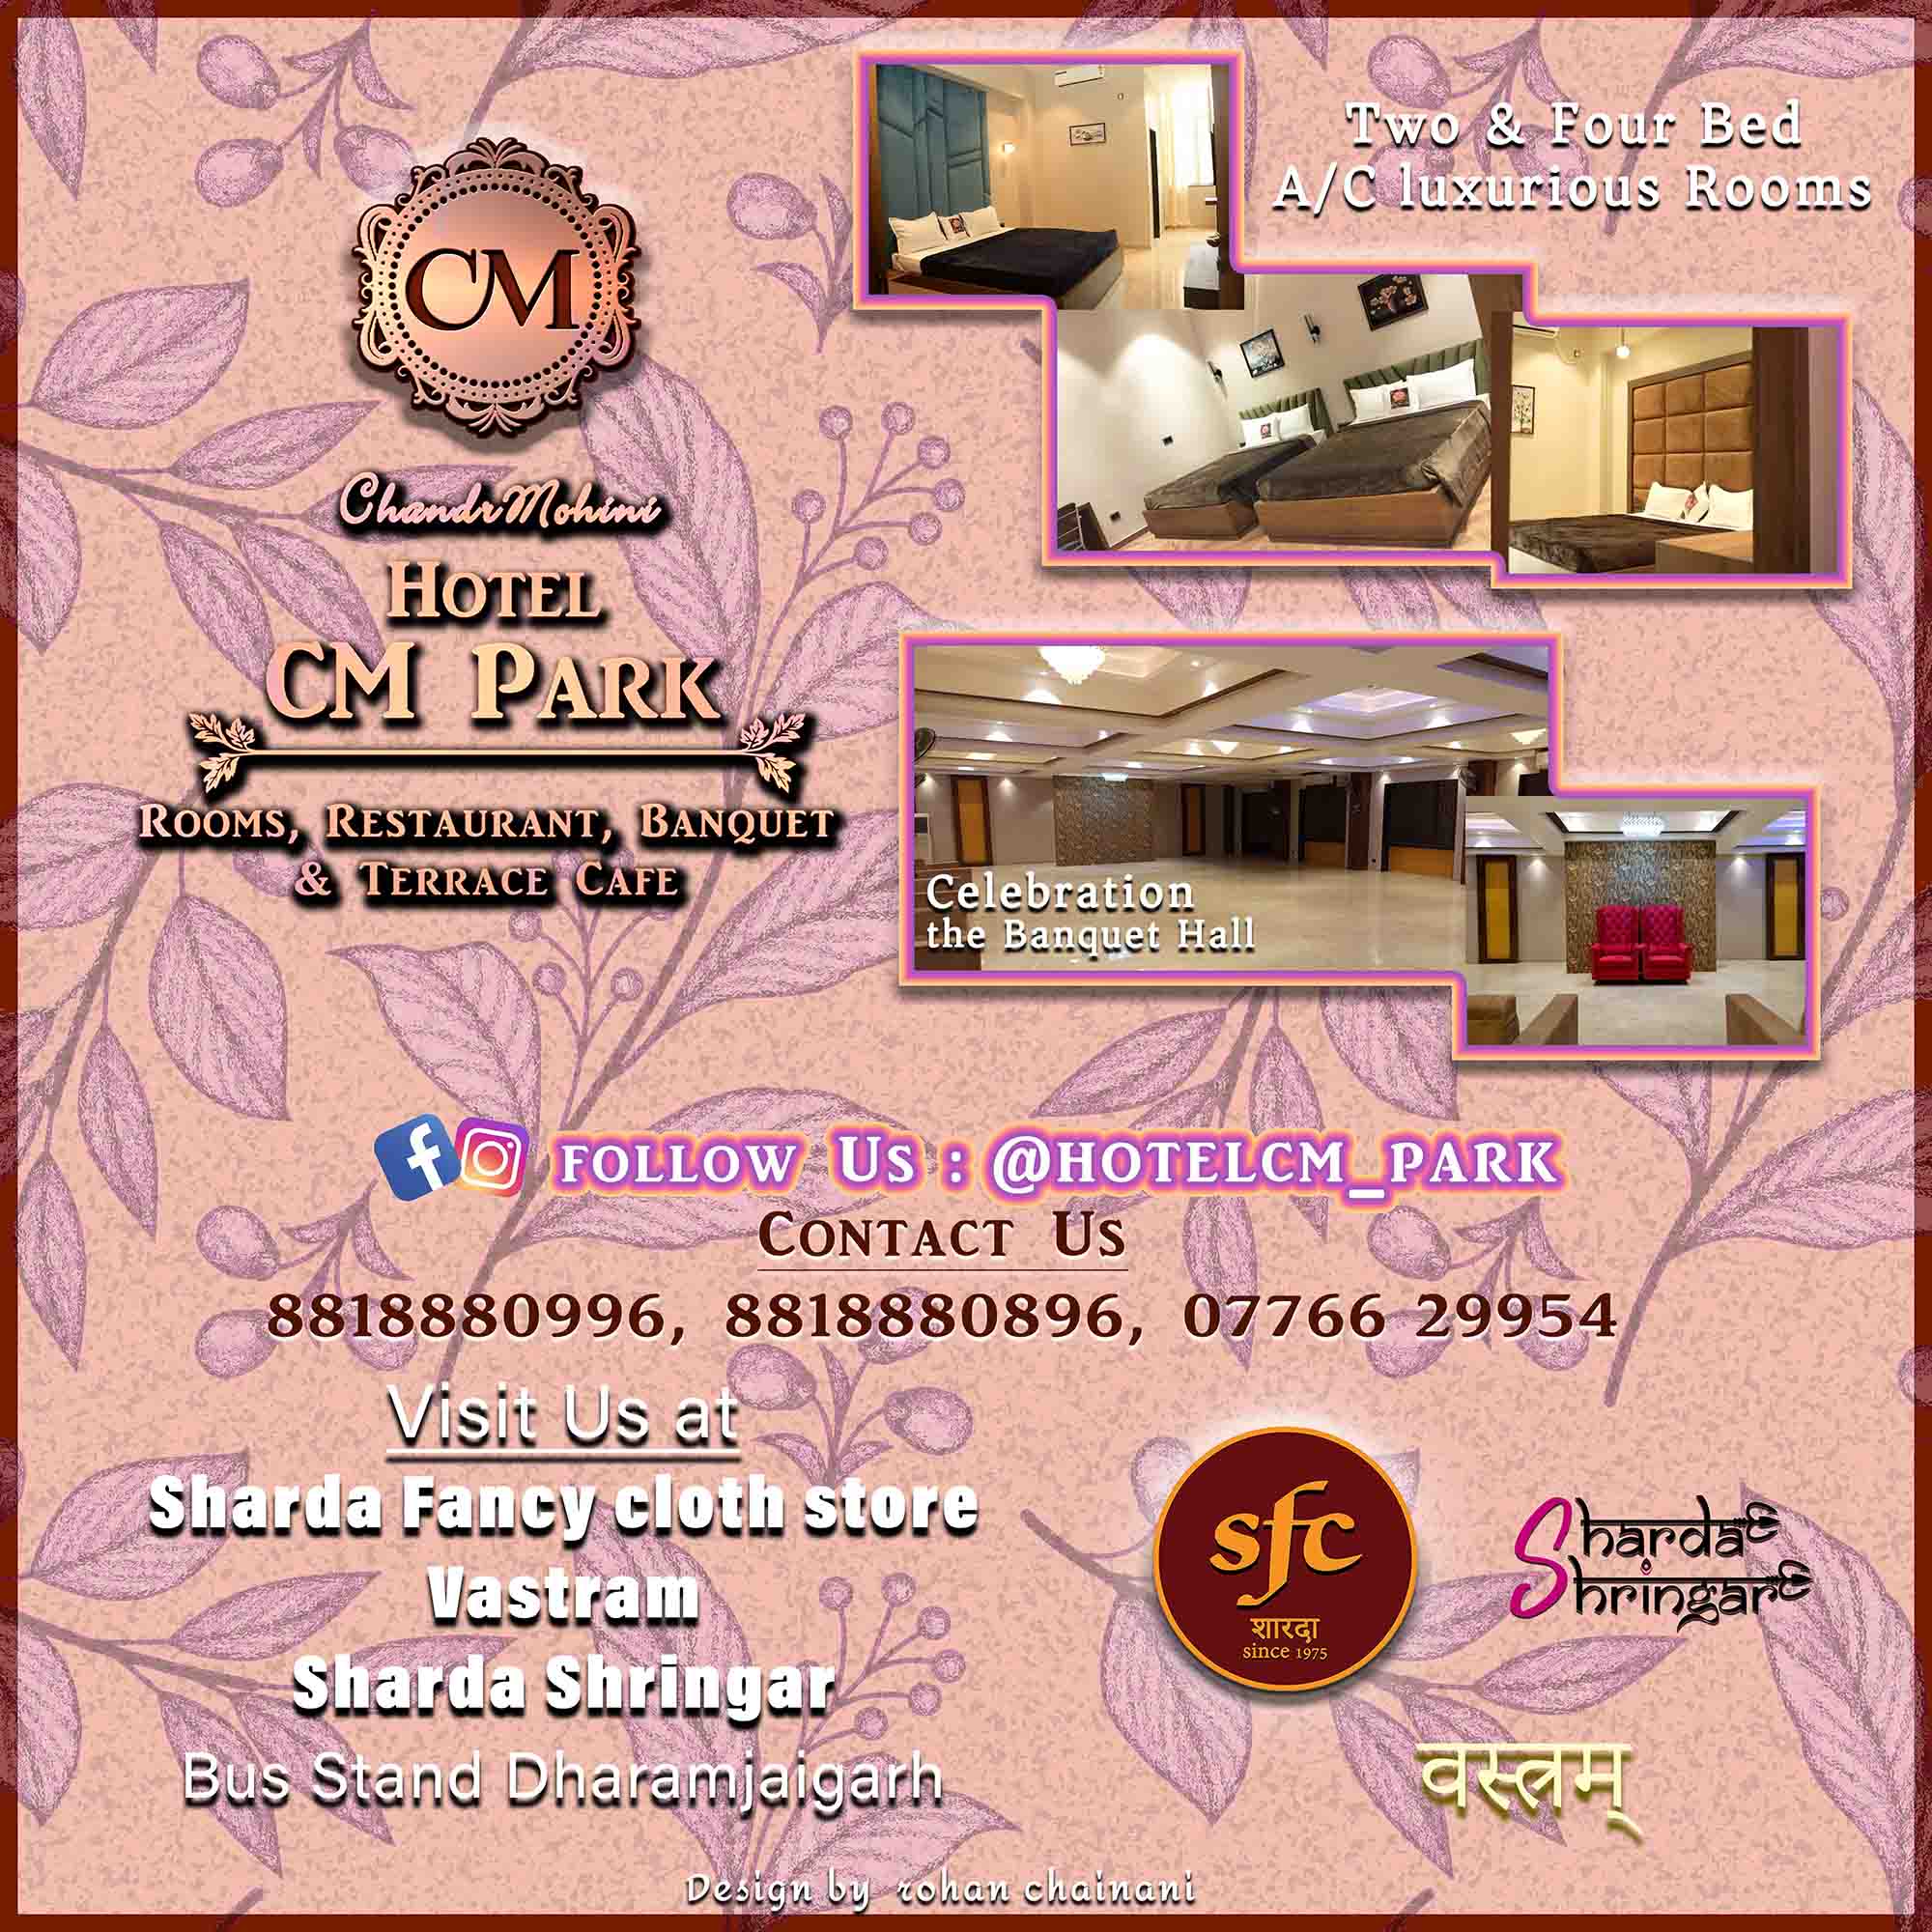 CM
ChandrMohini
Hotel
CM Park
Rooms, Restaurant, Banquet
& Terrace Cafe
Two & Four Bed
A/C luxurious Rooms
Celebration
the Banquet Hall
follow Us : @hotelcm_park
Contact Us
8818880996, 8818880896, 07766 29954
Visit Us at
Sharda Fancy cloth store
Vastram
Sharda Shringar
Bus Stand Dharamjaigarh
sfc
शारदा
since 1975
Sharda
Shringar
वस्त्रम्
Design by rohan chainani